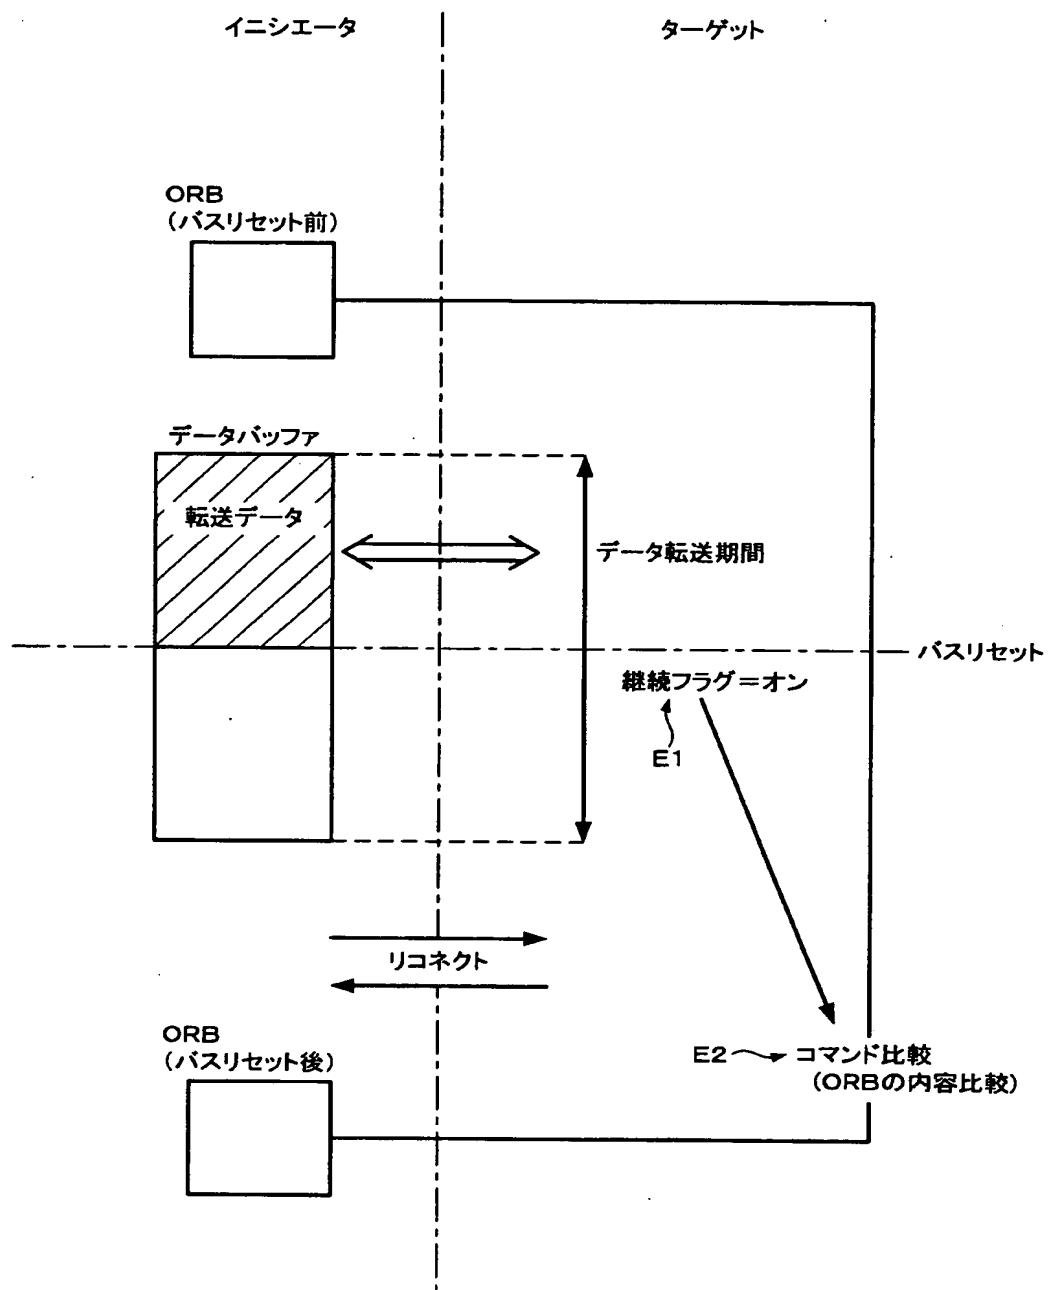 イニシエータ
ターゲット
ORB
(バスリセット前)
データバッファ
転送データ
データ転送期間
バスリセット
継続フラグ=オン
E1
リコネクト
ORB
(バスリセット後)
E2
コマンド比較
(ORBの内容比較)